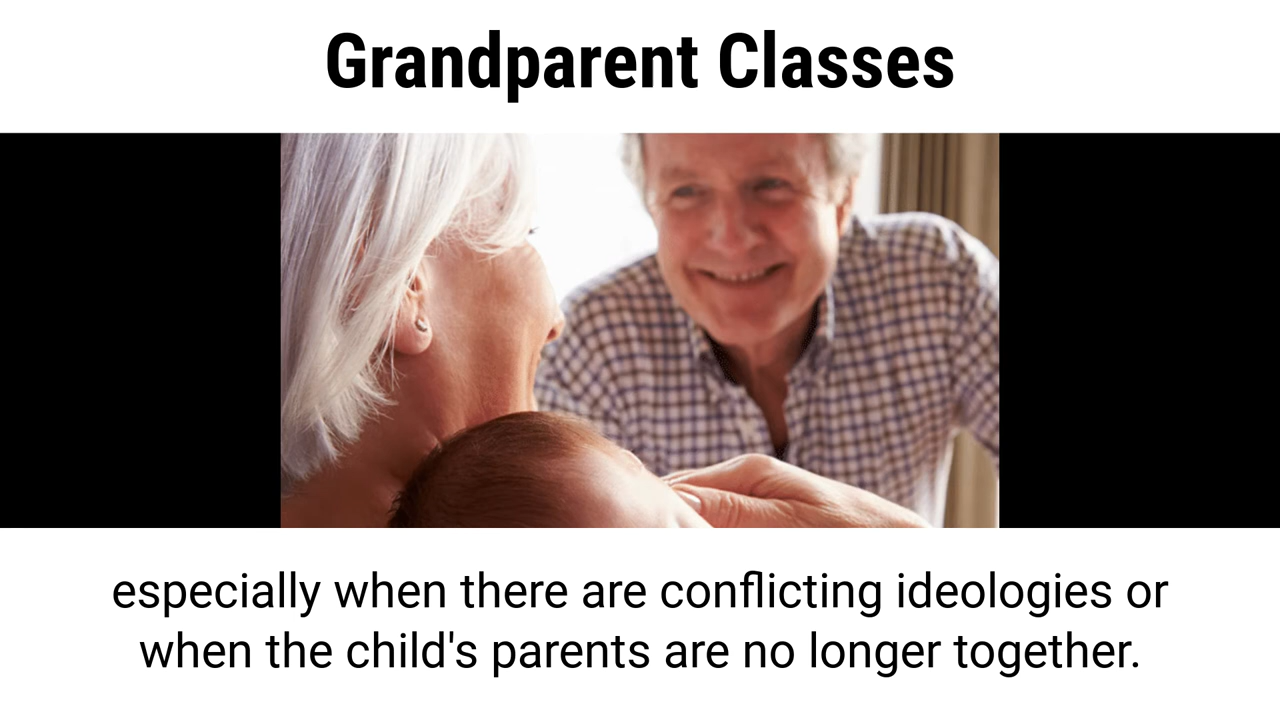 Grandparent Classes
especially when there are conflicting ideologies or
when the child's parents are no longer together.